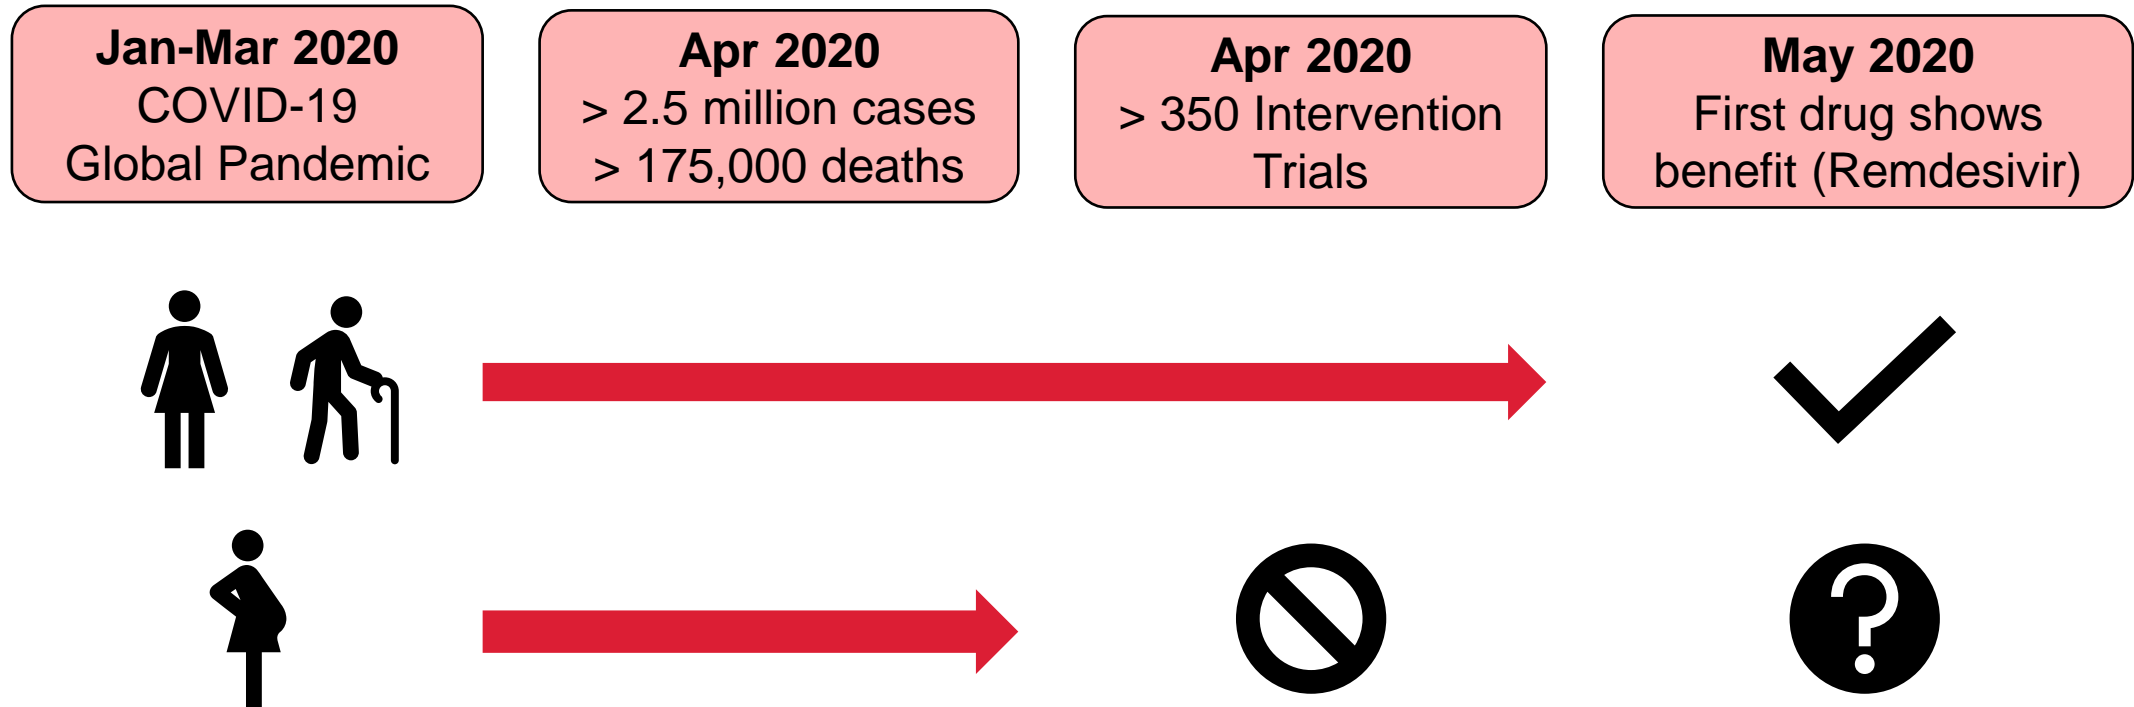 Jan-Mar 2020
COVID-19
Global Pandemic
Apr 2020
> 2.5 million cases
> 175,000 deaths
Apr 2020
> 350 Intervention
Trials
May 2020
First drug shows
benefit (Remdesivir)
?